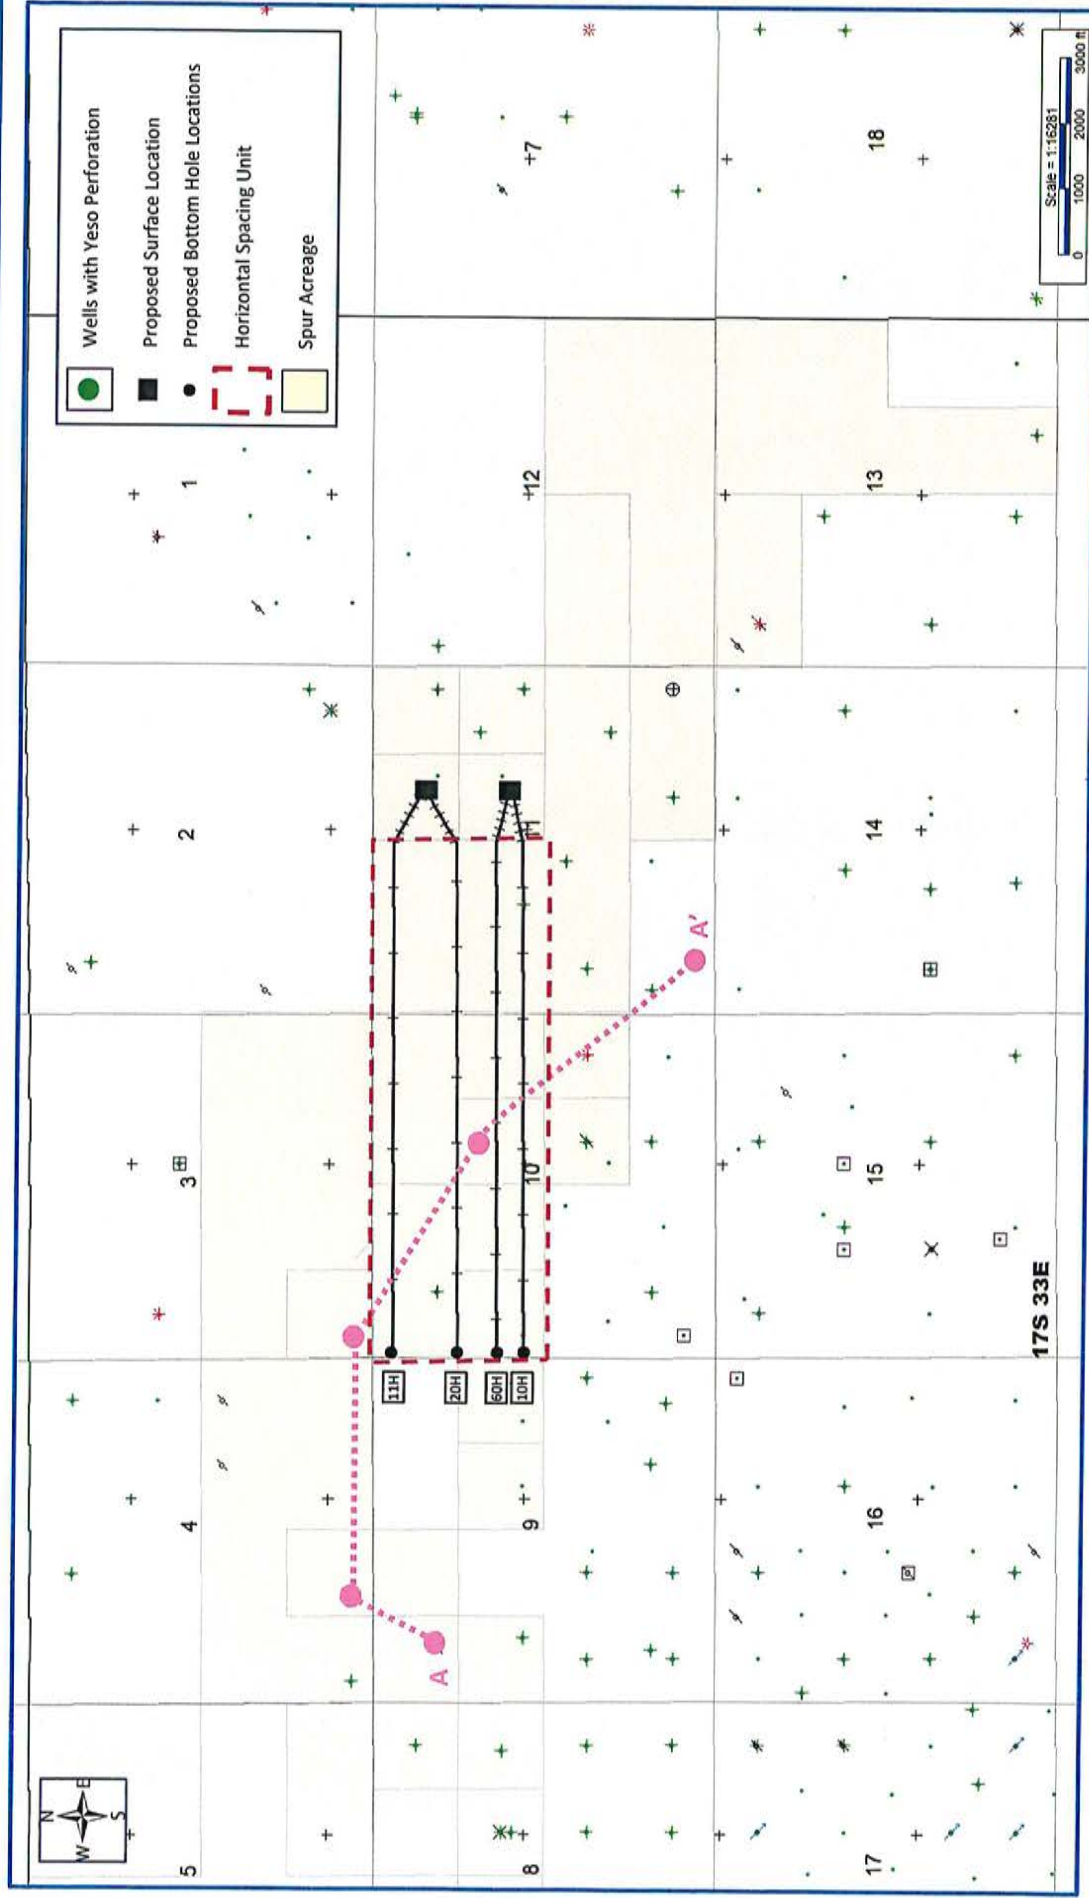 Wells with Yeso Perforation
Proposed Surface Location
Proposed Bottom Hole Locations
Horizontal Spacing Unit
Spur Acreage
N
W
E
S
5
4
3
2
1
8
9
10
11
12
7
17
16
15
14
13
18
11H
20H
60H
10H
A
A'
17S 33E
Scale = 1:16281
0 1000 2000 3000 ft